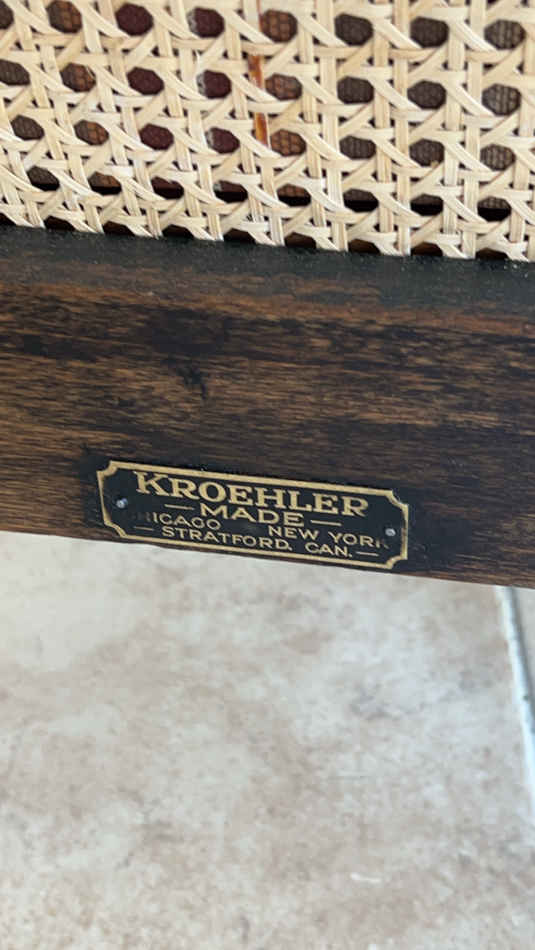 KROEHLER
— MADE —
CHICAGO NEW YORK
— STRATFORD, CAN. —